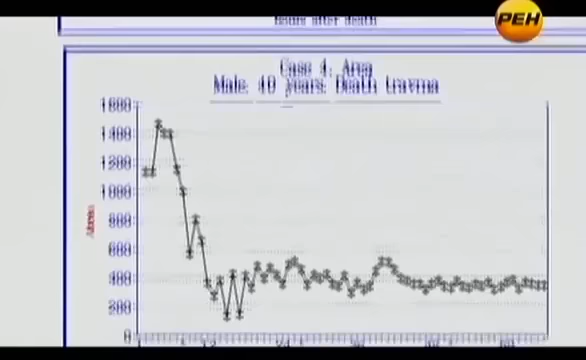 Hours after death
РЕН
Case 4. Area
Male. 40 years. Death travma
1600
1400
1200
1000
800
600
400
200
0